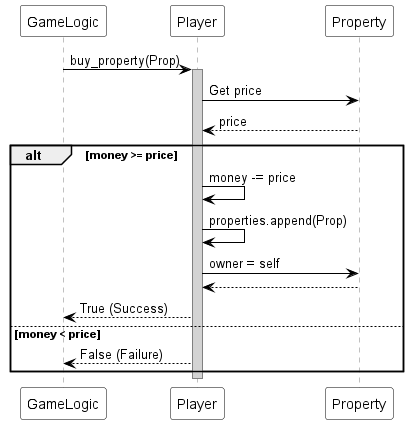 GameLogic Player Property
buy_property(Prop)
Get price
price
alt [money >= price]
money -= price
properties.append(Prop)
owner = self
True (Success)
[money < price]
False (Failure)
GameLogic Player Property